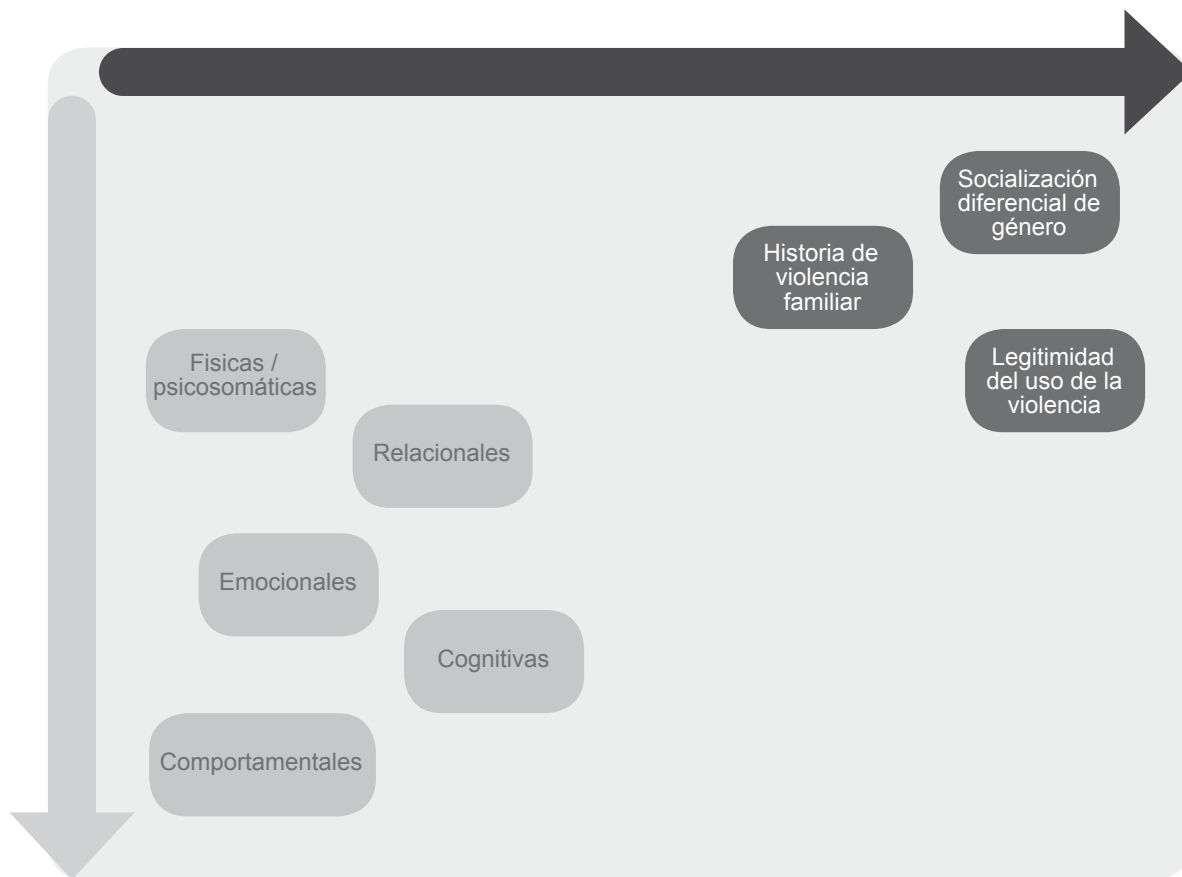 Socialización
diferencial de
género
Historia de
violencia
familiar
Legitimidad
del uso de la
violencia
Fisicas /
psicosomáticas
Relacionales
Emocionales
Cognitivas
Comportamentales